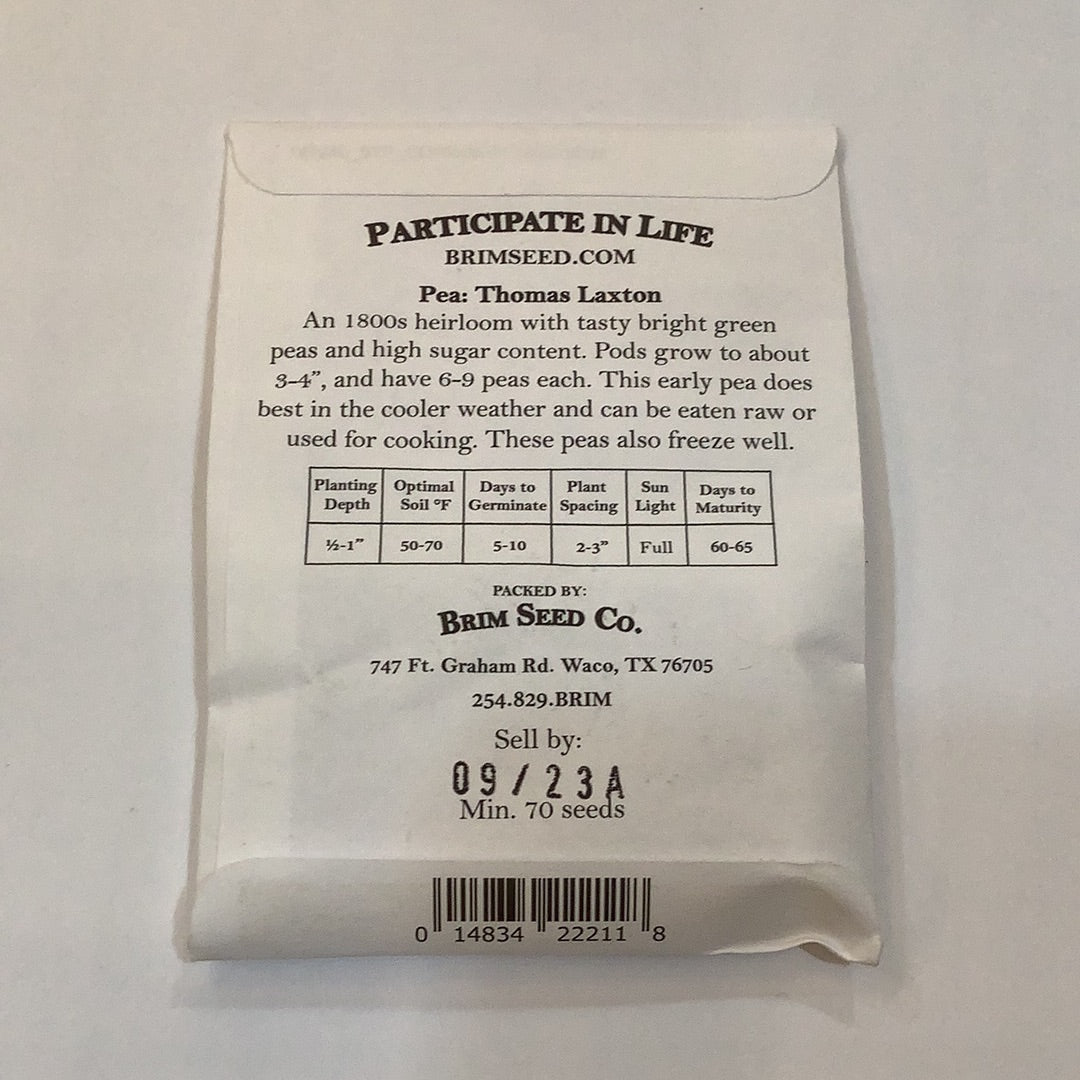 PARTICIPATE IN LIFE
BRIMSEED.COM
Pea: Thomas Laxton
An 1800s heirloom with tasty bright green
peas and high sugar content. Pods grow to about
3-4”, and have 6-9 peas each. This early pea does
best in the cooler weather and can be eaten raw or
used for cooking. These peas also freeze well.
Planting Depth Optimal Soil °F Days to Germinate Plant Spacing Sun Light Days to Maturity
½-1” 50-70 5-10 2-3” Full 60-65
PACKED BY:
BRIM SEED CO.
747 Ft. Graham Rd. Waco, TX 76705
254.829.BRIM
Sell by:
09/23A
Min. 70 seeds
0 14834 22211 8